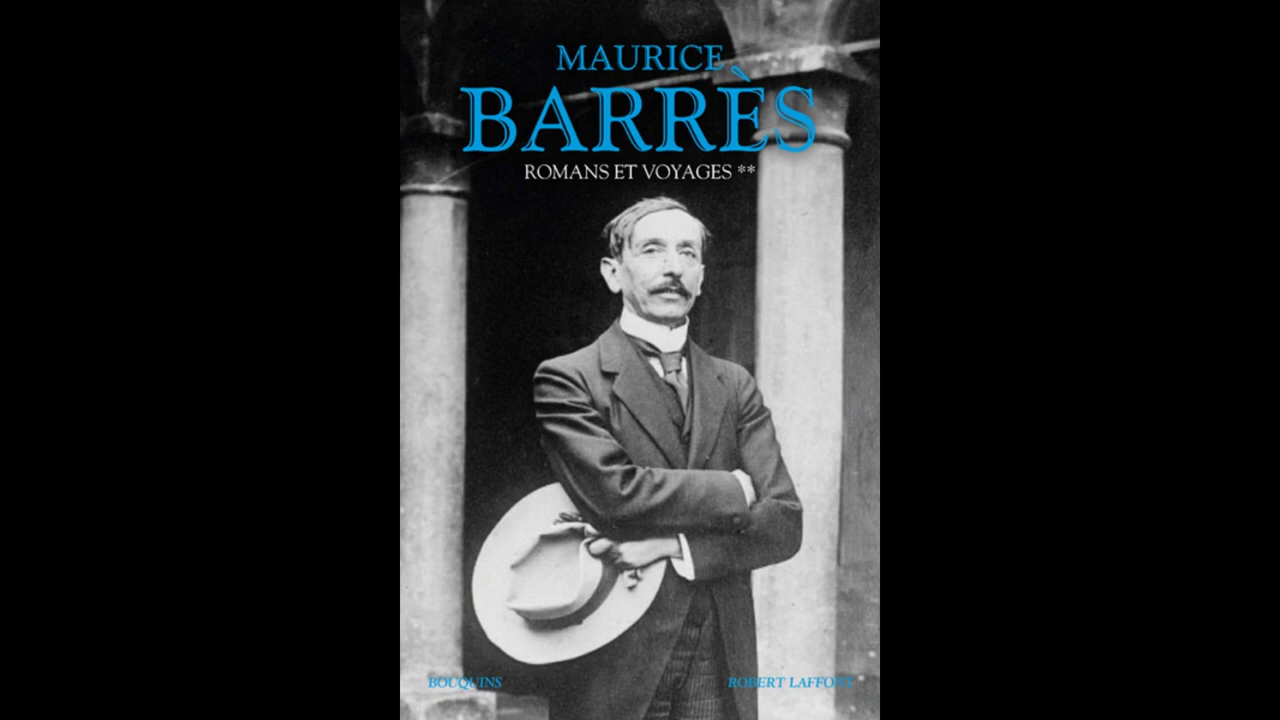 MAURICE
BARRÈS
ROMANS ET VOYAGES **
BOUQUINS
ROBERT LAFFONT